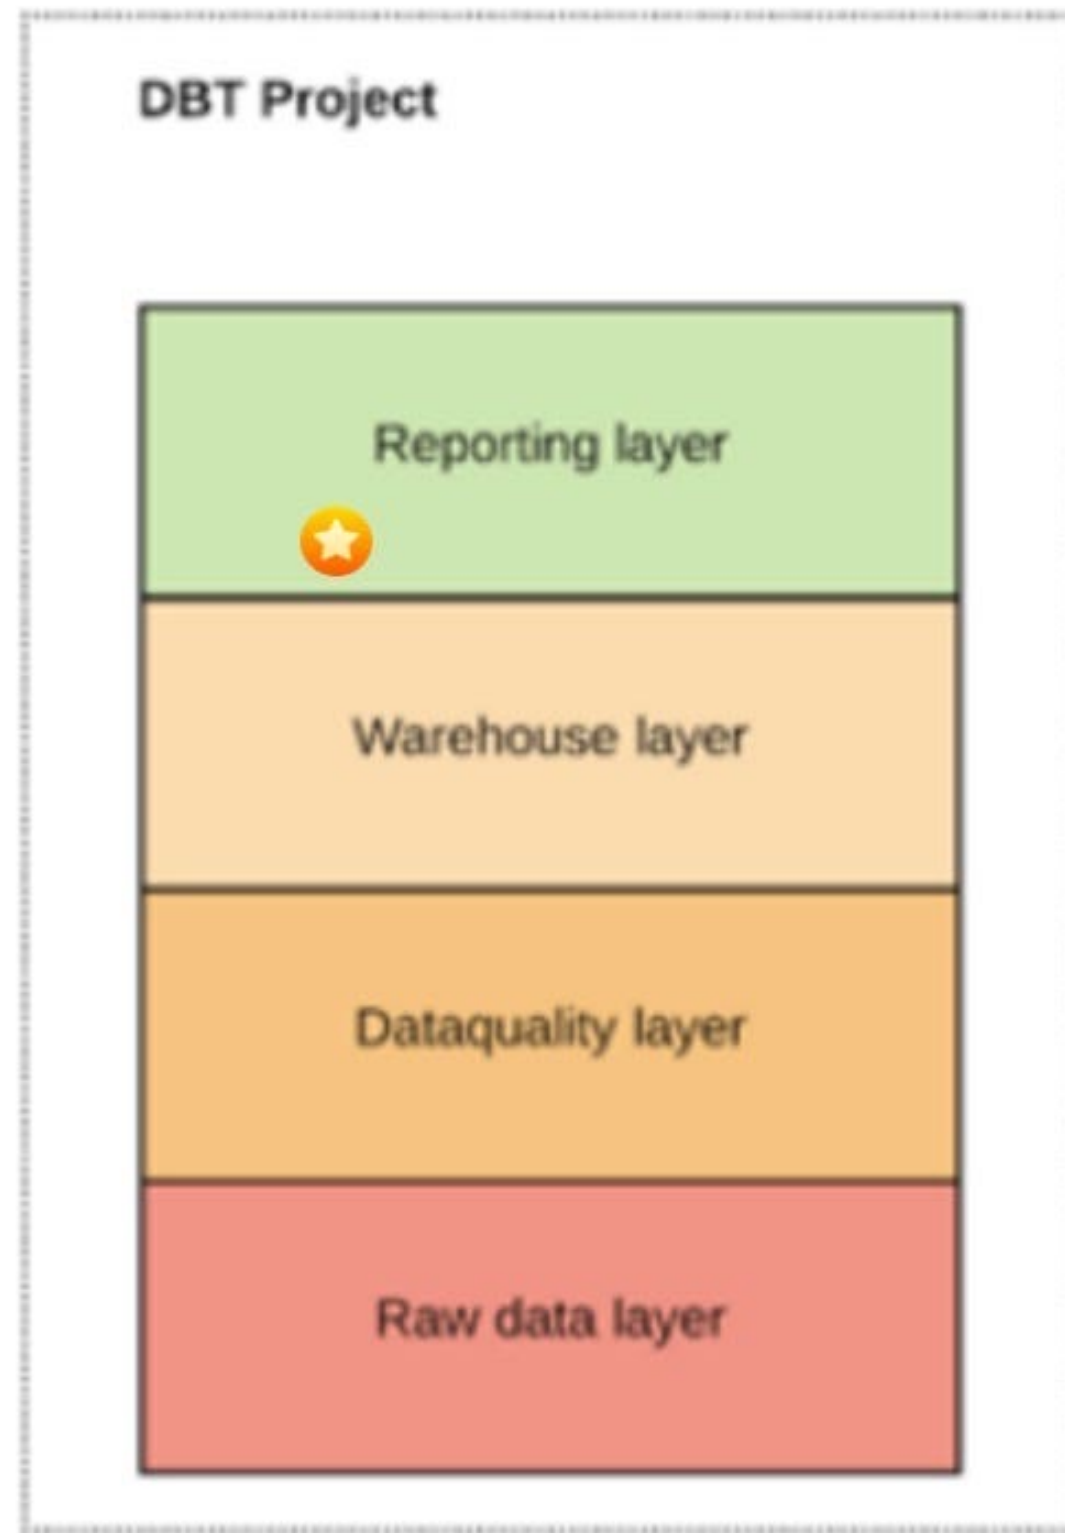 DBT Project
Reporting layer
Warehouse layer
Dataquality layer
Raw data layer